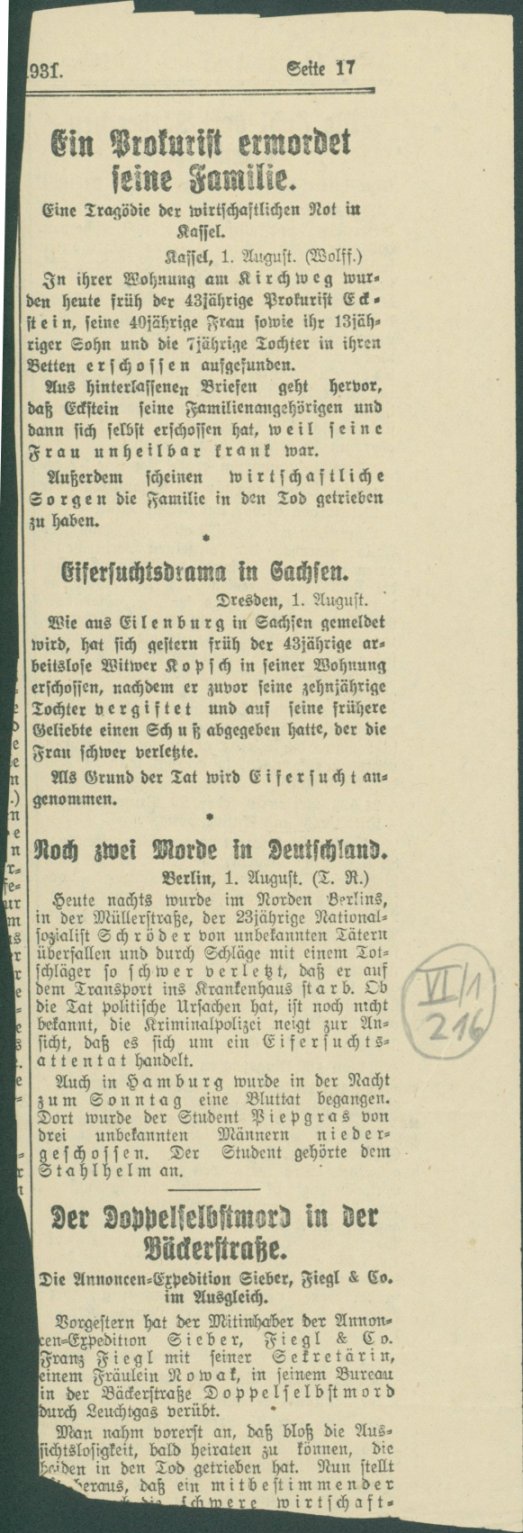 .931.
Seite 17
Ein Prokurist ermordet
seine Familie.
Eine Tragödie der wirtschaftlichen Not in
Kassel.
Kassel, 1. August. (Wolff.)
In ihrer Wohnung am Kirchweg wur-
den heute früh der 43jährige Prokurist Eck-
stein, seine 40jährige Frau sowie ihr 13jäh-
riger Sohn und die 7jährige Tochter in ihren
Betten erschossen aufgefunden.
Aus hinterlassenen Briefen geht hervor,
daß Eckstein seine Familienangehörigen und
dann sich selbst erschossen hat, weil seine
Frau unheilbar krank war.
Außerdem scheinen wirtschaftliche
Sorgen die Familie in den Tod getrieben
zu haben.
*
Eifersuchtsdrama in Sachsen.
Dresden, 1. August.
Wie aus Eilenburg in Sachsen gemeldet
wird, hat sich gestern früh der 43jährige ar-
beitslose Witwer Kopsch in seiner Wohnung
erschossen, nachdem er zuvor seine zehnjährige
Tochter vergiftet und auf seine frühere
Geliebte einen Schuß abgegeben hatte, der die
Frau schwer verletzte.
Als Grund der Tat wird Eifersucht an-
genommen.
*
Noch zwei Morde in Deutschland.
Berlin, 1. August. (T. R.)
Heute nachts wurde im Norden Berlins,
in der Müllerstraße, der 23jährige National-
sozialist Schröder von unbekannten Tätern
überfallen und durch Schläge mit einem Tot-
schläger so schwer verletzt, daß er auf
dem Transport ins Krankenhaus starb. Ob
die Tat politische Ursachen hat, ist noch nicht
bekannt, die Kriminalpolizei neigt zur An-
sicht, daß es sich um ein Eifersuchts-
attentat handelt.
Auch in Hamburg wurde in der Nacht
zum Sonntag eine Bluttat begangen.
Dort wurde der Student Piepgras von
drei unbekannten Männern nieder-
geschossen. Der Student gehörte dem
Stahlhelm an.
VI/1
216
Der Doppelselbstmord in der
Bäckerstraße.
Die Annoncen-Expedition Sieber, Fiegl & Co.
im Ausgleich.
Vorgestern hat der Mitinhaber der Annon-
cen-Expedition Sieber, Fiegl & Co.
Franz Fiegl mit seiner Sekretärin,
einem Fräulein Nowak, in seinem Bureau
in der Bäckerstraße Doppelselbstmord
durch Leuchtgas verübt.
Man nahm vorerst an, daß bloß die Aus-
sichtslosigkeit, bald heiraten zu können, die
beiden in den Tod getrieben hat. Nun stellt
heraus, daß ein mitbestimmender
die schwere wirtschaft-